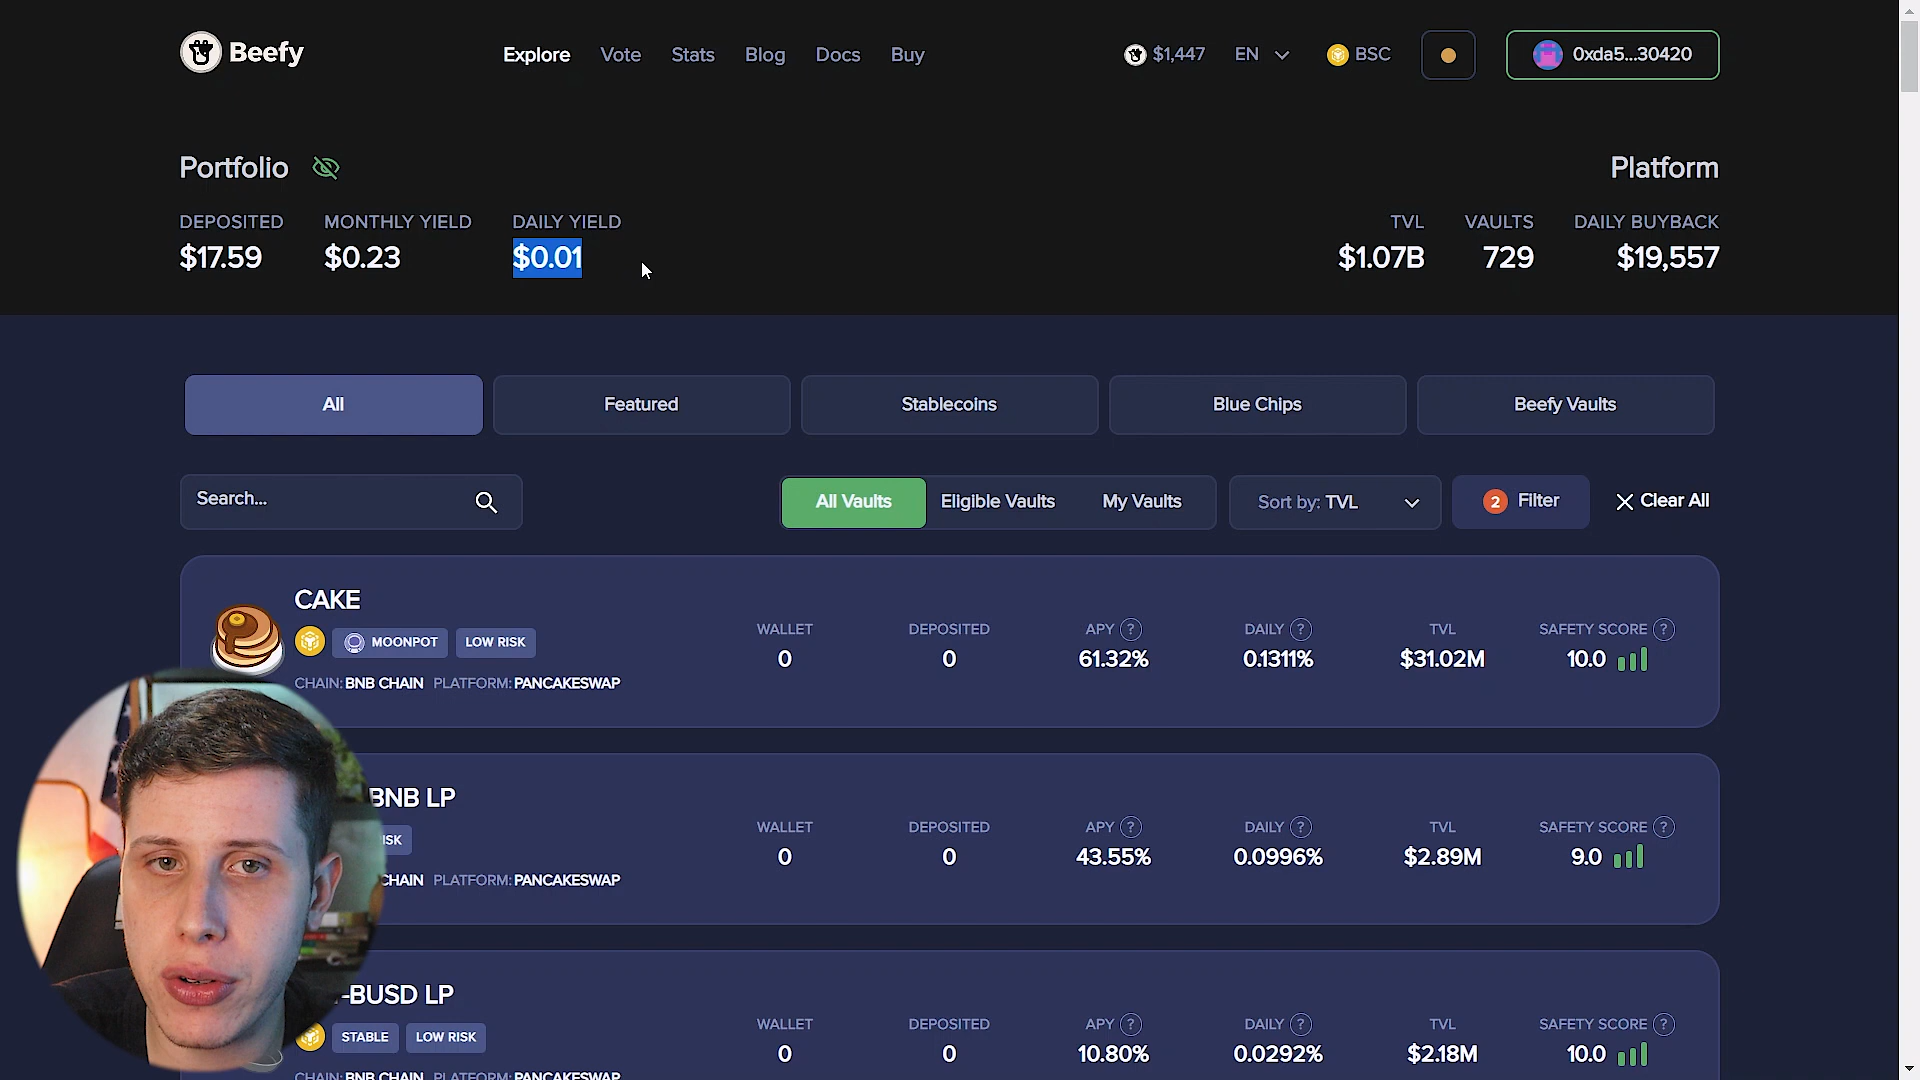 Beefy
Explore Vote Stats Blog Docs Buy
$1,447 EN BSC 0xda5...30420
Portfolio Platform
DEPOSITED MONTHLY YIELD DAILY YIELD TVL VAULTS DAILY BUYBACK
$17.59 $0.23 $0.01 $1.07B 729 $19,557
All Featured Stablecoins Blue Chips Beefy Vaults
Search... All Vaults Eligible Vaults My Vaults Sort by: TVL 2 Filter Clear All
CAKE
WALLET DEPOSITED APY ? DAILY ? TVL SAFETY SCORE ?
MOONPOT LOW RISK
0 0 61.32% 0.1311% $31.02M 10.0
CHAIN: BNB CHAIN PLATFORM: PANCAKESWAP
BNB LP
WALLET DEPOSITED APY ? DAILY ? TVL SAFETY SCORE ?
ISK
0 0 43.55% 0.0996% $2.89M 9.0
CHAIN PLATFORM: PANCAKESWAP
-BUSD LP
WALLET DEPOSITED APY ? DAILY ? TVL SAFETY SCORE ?
STABLE LOW RISK
0 0 10.80% 0.0292% $2.18M 10.0
CHAIN: BNB CHAIN PLATFORM: PANCAKESWAP